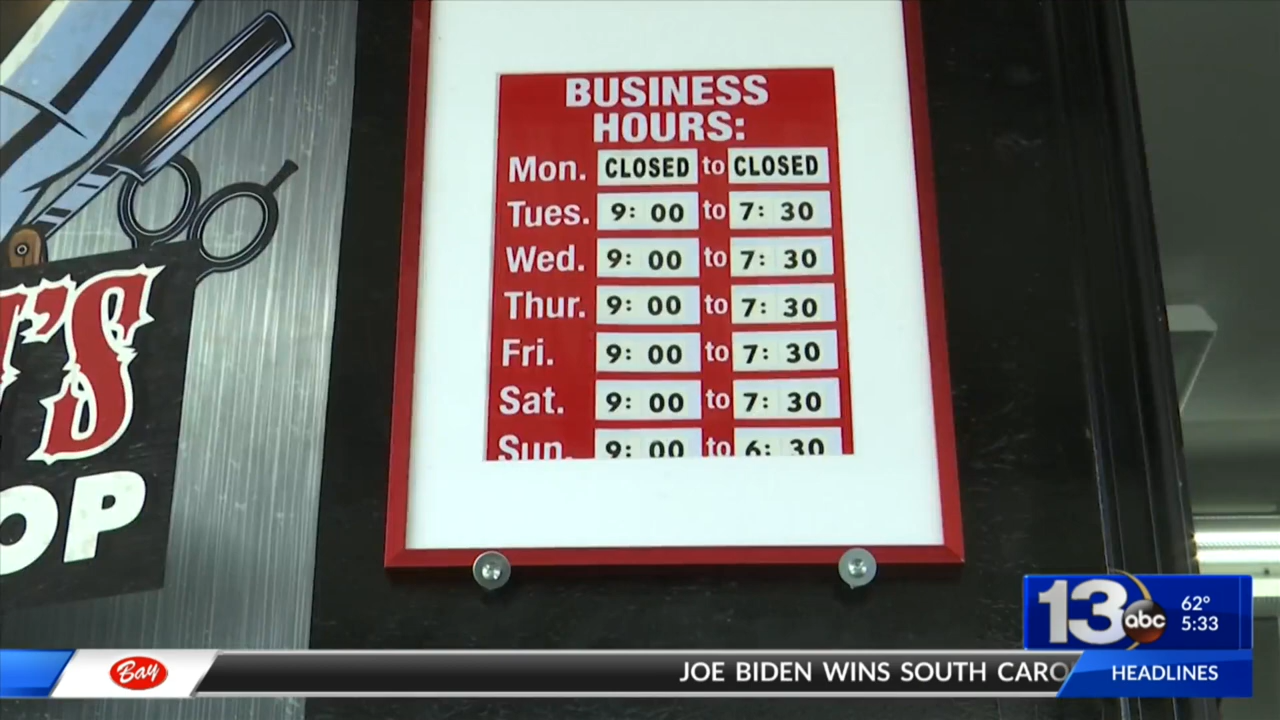 BUSINESS
HOURS:
Mon. CLOSED to CLOSED
Tues. 9: 00 to 7: 30
Wed. 9: 00 to 7: 30
Thur. 9: 00 to 7: 30
Fri. 9: 00 to 7: 30
Sat. 9: 00 to 7: 30
Sun. 9: 00 to 6: 30
'S
OP
13 abc
62°
5:33
Bay
JOE BIDEN WINS SOUTH CARO
HEADLINES